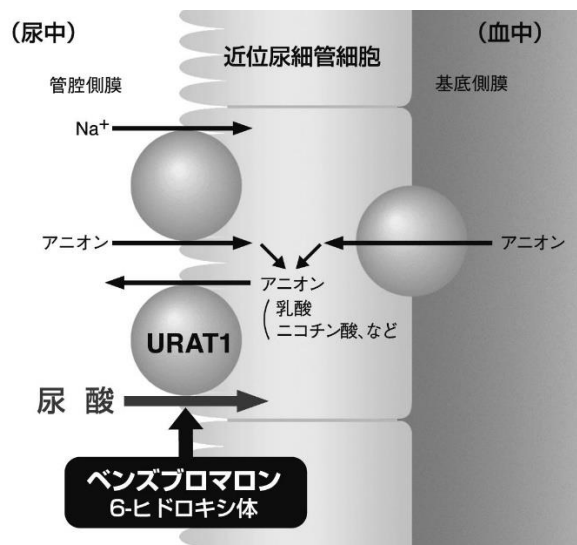 (尿中)
近位尿細管細胞
(血中)
管腔側膜
基底側膜
Na+
アニオン
アニオン
アニオン
乳酸
ニコチン酸、など
URAT1
尿酸
ベンズブロマロン
6-ヒドロキシ体